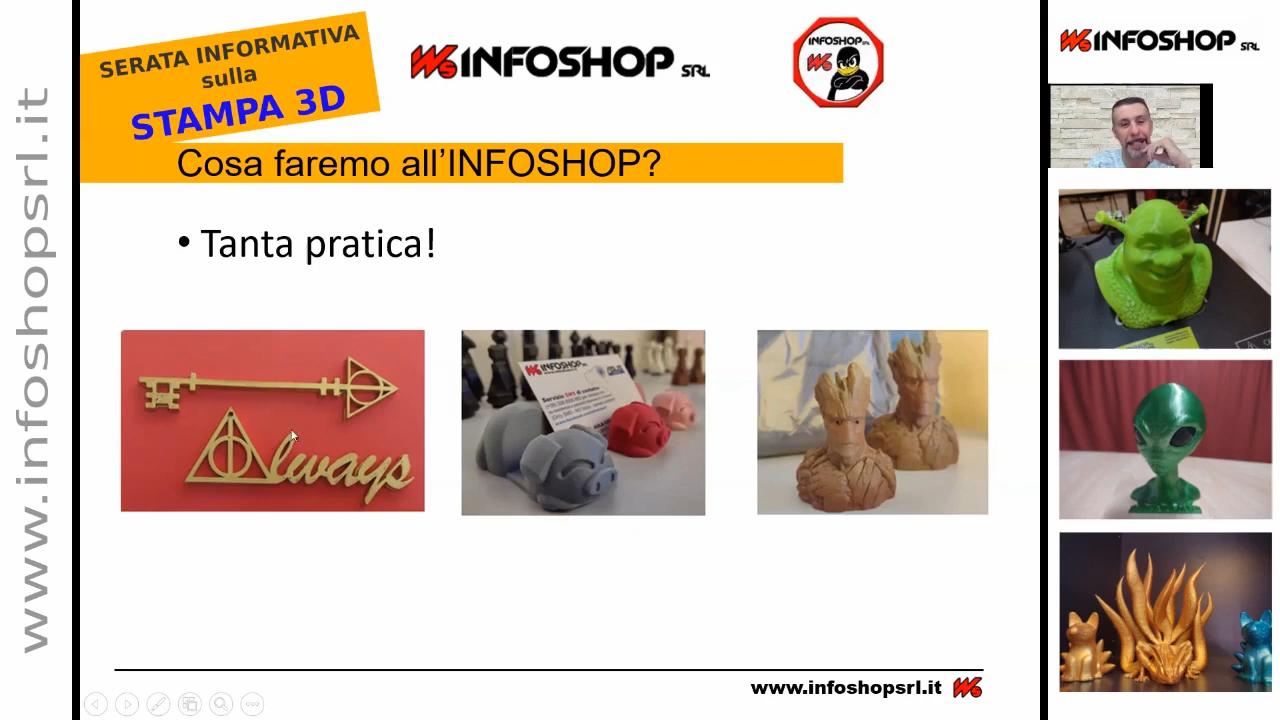 www.infoshopsrl.it
SERATA INFORMATIVA
sulla
STAMPA 3D
INFOSHOP SRL
INFOSHOP SRL
Cosa faremo all'INFOSHOP?
• Tanta pratica!
Always
INFOSHOP
www.infoshopsrl.it
INFOSHOP SRL